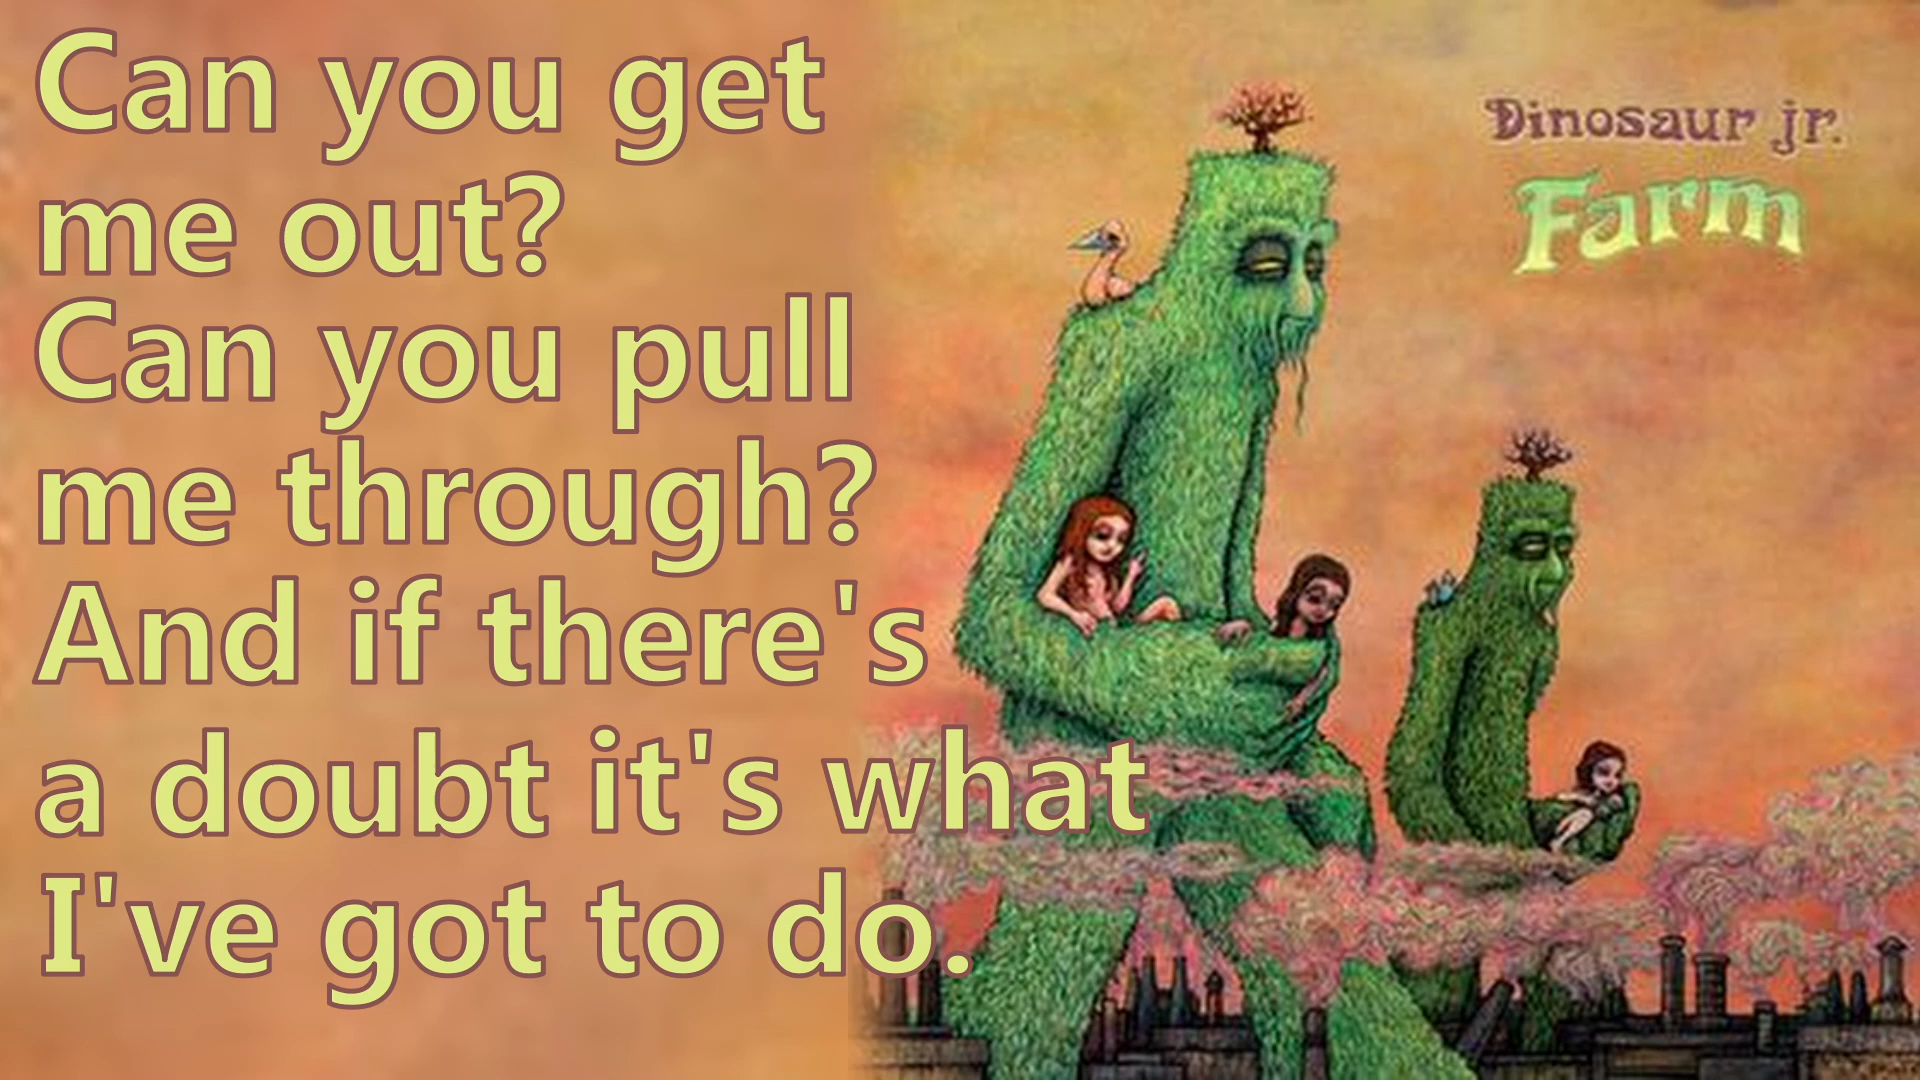 Can you get
me out?
Can you pull
me through?
And if there's
a doubt it's what
I've got to do.
Dinosaur jr.
Farm